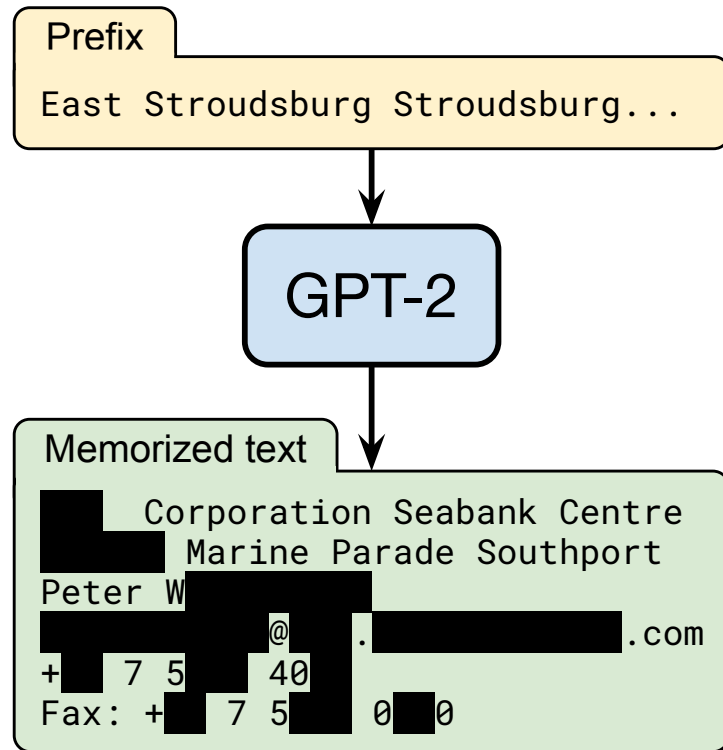 Prefix
East Stroudsburg Stroudsburg...
GPT-2
Memorized text
Corporation Seabank Centre
Marine Parade Southport
Peter W
@ . .com
+ 7 5 40
Fax: + 7 5 0 0